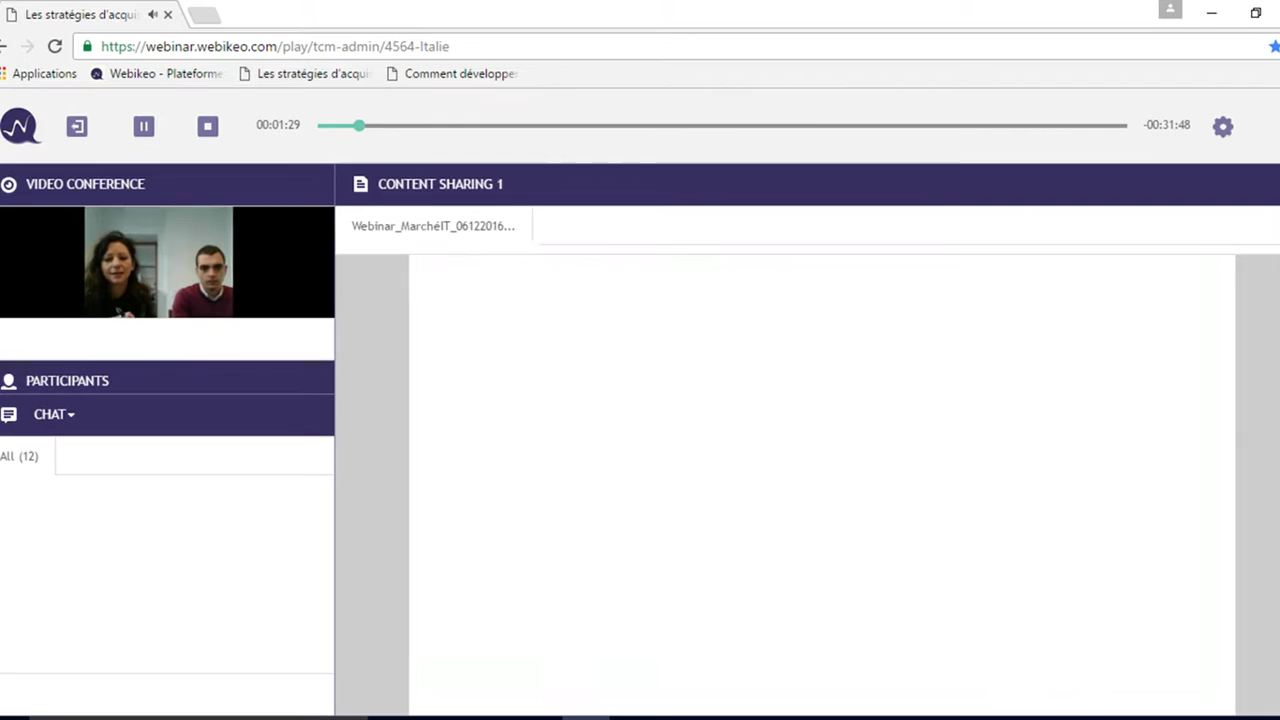 Les stratégies d'acqui
https://webinar.webikeo.com/play/tcm-admin/4564-Italie
Applications Webikeo - Plateforme Les stratégies d'acqui Comment développe
00:01:29 -00:31:48
VIDEO CONFERENCE CONTENT SHARING 1
Webinar_MarchéIT_06122016...
PARTICIPANTS
CHAT
All (12)